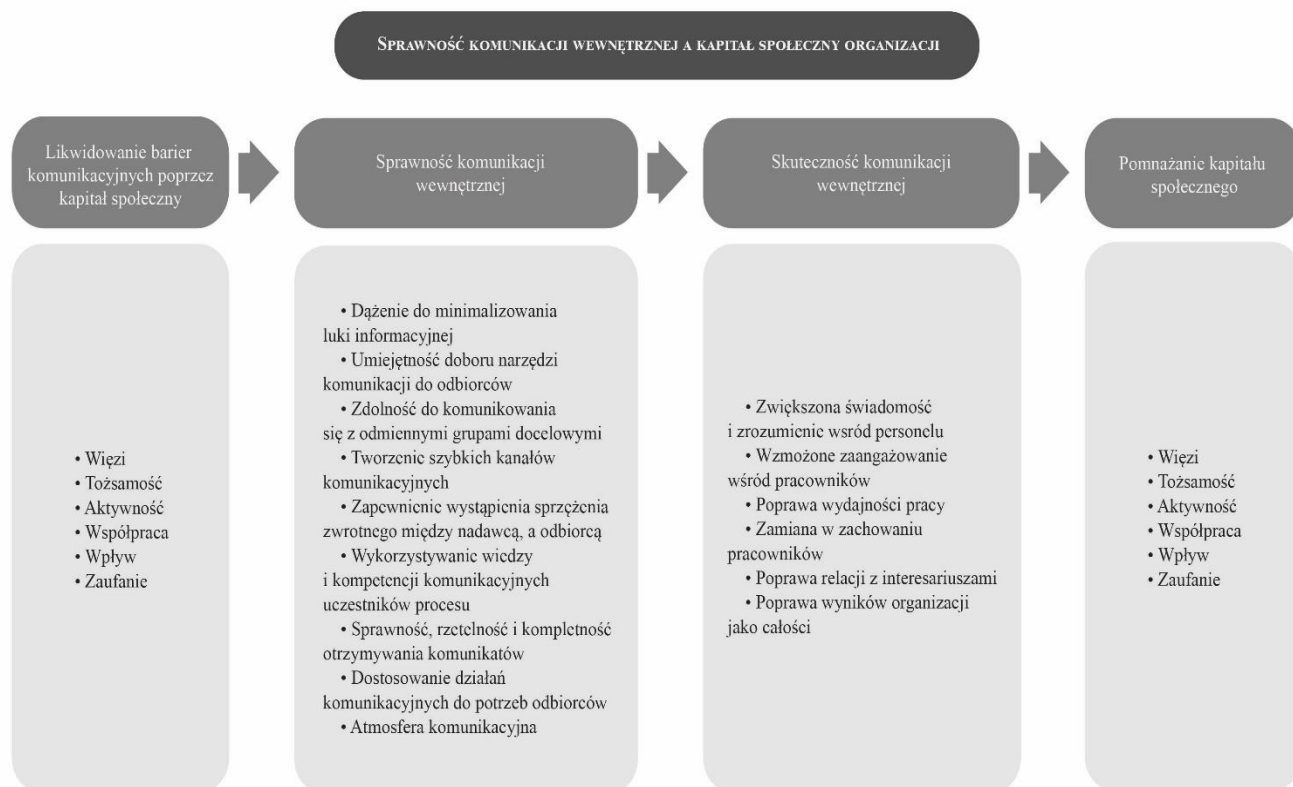 SPRAWNOŚĆ KOMUNIKACJI WEWNĘTRZNEJ A KAPITAŁ SPOŁECZNY ORGANIZACJI
Likwidowanie barier
komunikacyjnych poprzez
kapitał społeczny
• Więzi
• Tożsamość
• Aktywność
• Współpraca
• Wpływ
• Zaufanie
Sprawność komunikacji
wewnętrznej
• Dążenie do minimalizowania
luki informacyjnej
• Umiejętność doboru narzędzi
komunikacji do odbiorców
• Zdolność do komunikowania
się z odmiennymi grupami docelowymi
• Tworzenie szybkich kanałów
komunikacyjnych
• Zapewnienie wystąpienia sprzężenia
zwrotnego między nadawcą, a odbiorcą
• Wykorzystywanie wiedzy
i kompetencji komunikacyjnych
uczestników procesu
• Sprawność, rzetelność i kompletność
otrzymywania komunikatów
• Dostosowanie działań
komunikacyjnych do potrzeb odbiorców
• Atmosfera komunikacyjna
Skuteczność komunikacji
wewnętrznej
• Zwiększona świadomość
i zrozumienie wsród personelu
• Wzmożone zaangażowanie
wśród pracowników
• Poprawa wydajności pracy
• Zamiana w zachowaniu
pracowników
• Poprawa relacji z interesariuszami
• Poprawa wyników organizacji
jako całości
Pomnażanie kapitału
społecznego
• Więzi
• Tożsamość
• Aktywność
• Współpraca
• Wpływ
• Zaufanie